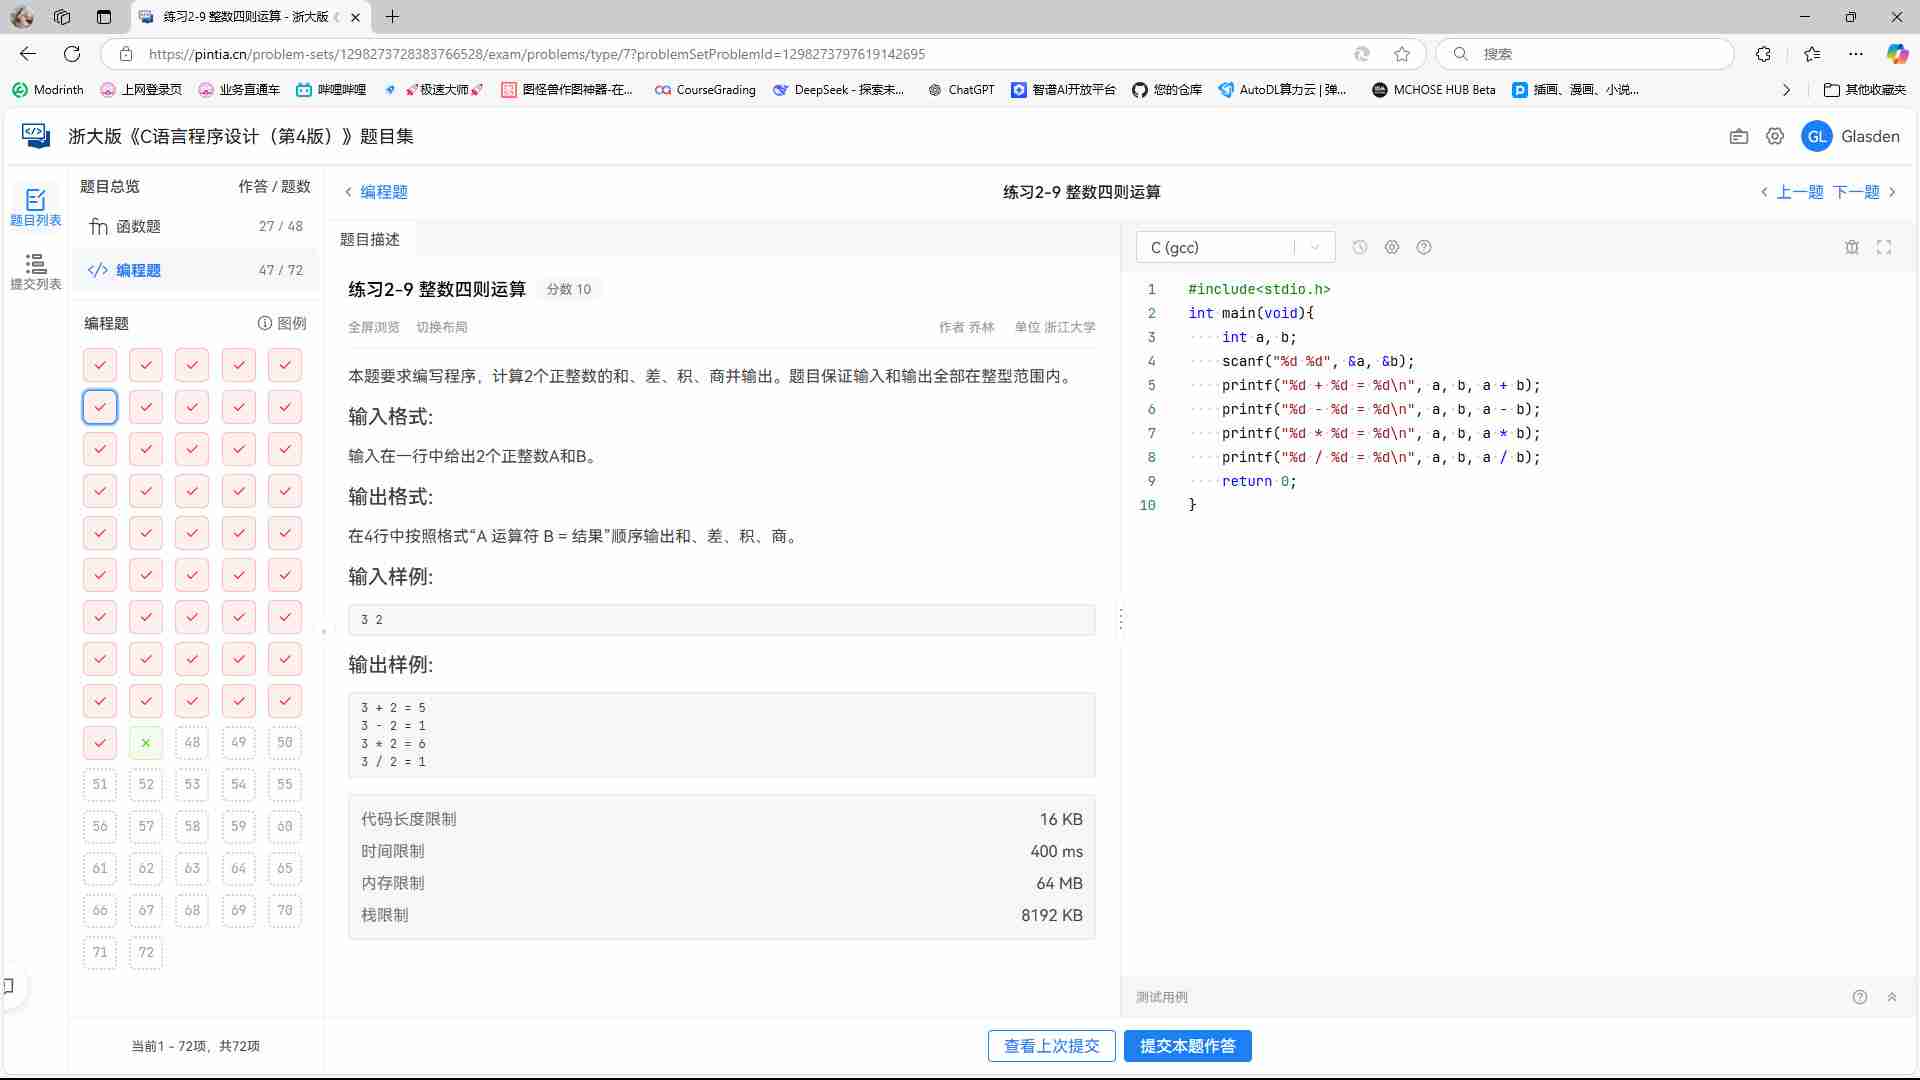 练习2-9 整数四则运算 - 浙大版《
https://pintia.cn/problem-sets/1298273728383766528/exam/problems/type/7?problemSetProblemId=1298273797619142695
搜索
Modrinth 上网登录页 业务直通车 哔哩哔哩 🚀极速大师🚀 图怪兽作图神器-在... CourseGrading DeepSeek - 探索未... ChatGPT 智谱AI开放平台 您的仓库 AutoDL算力云 | 弹... MCHOSE HUB Beta 插画、漫画、小说... 其他收藏夹
浙大版《C语言程序设计（第4版）》题目集
GL Glasden
题目列表
提交列表
题目总览 作答 / 题数
fn 函数题 27 / 48
</> 编程题 47 / 72
编程题 图例
48 49 50
51 52 53 54 55
56 57 58 59 60
61 62 63 64 65
66 67 68 69 70
71 72
当前1 - 72项，共72项
编程题
练习2-9 整数四则运算
上一题 下一题
题目描述
练习2-9 整数四则运算 分数 10
全屏浏览 切换布局 作者 乔林 单位 浙江大学
本题要求编写程序，计算2个正整数的和、差、积、商并输出。题目保证输入和输出全部在整型范围内。
输入格式:
输入在一行中给出2个正整数A和B。
输出格式:
在4行中按照格式“A 运算符 B = 结果”顺序输出和、差、积、商。
输入样例:
3 2
输出样例:
3 + 2 = 5
3 - 2 = 1
3 * 2 = 6
3 / 2 = 1
代码长度限制 16 KB
时间限制 400 ms
内存限制 64 MB
栈限制 8192 KB
C (gcc)
1 #include<stdio.h>
2 int main(void){
3 int a, b;
4 scanf("%d %d", &a, &b);
5 printf("%d + %d = %d\n", a, b, a + b);
6 printf("%d - %d = %d\n", a, b, a - b);
7 printf("%d * %d = %d\n", a, b, a * b);
8 printf("%d / %d = %d\n", a, b, a / b);
9 return 0;
10 }
测试用例
查看上次提交 提交本题作答